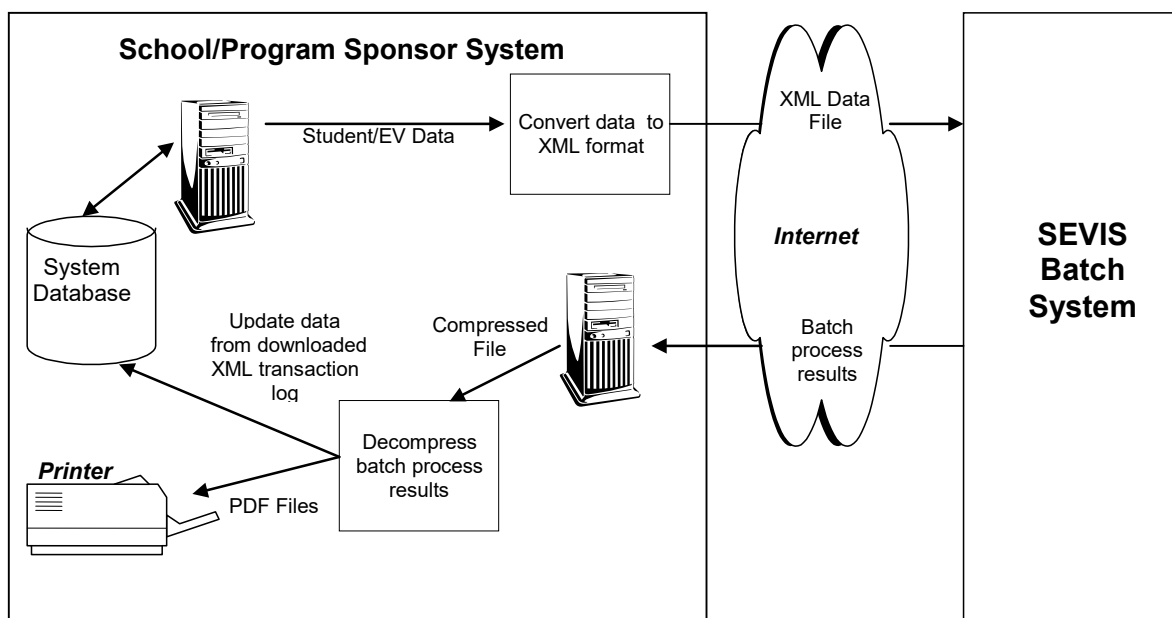 School/Program Sponsor System
Student/EV Data
Convert data to
XML format
XML Data
File
Internet
SEVIS
Batch
System
System
Database
Batch
process
results
Compressed
File
Update data
from downloaded
XML transaction
log
Decompress
batch process
results
Printer
PDF Files